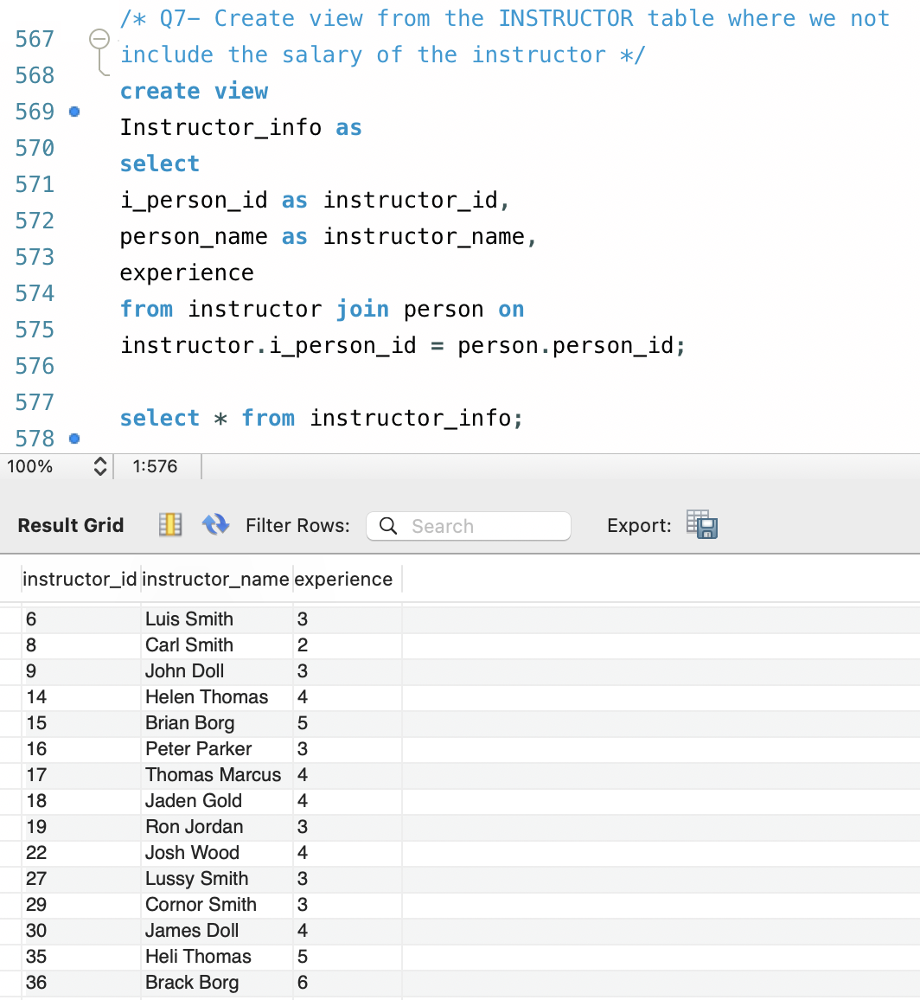 /* Q7– Create view from the INSTRUCTOR table where we not
567
include the salary of the instructor */
568
create view
569
Instructor_info as
570
select
571
i_person_id as instructor_id,
572
person_name as instructor_name,
573
experience
574
from instructor join person on
575
instructor.i_person_id = person.person_id;
576
577
select * from instructor_info;
578
100% 1:576
Result Grid Filter Rows: Search Export:
instructor_id instructor_name experience
6 Luis Smith 3
8 Carl Smith 2
9 John Doll 3
14 Helen Thomas 4
15 Brian Borg 5
16 Peter Parker 3
17 Thomas Marcus 4
18 Jaden Gold 4
19 Ron Jordan 3
22 Josh Wood 4
27 Lussy Smith 3
29 Cornor Smith 3
30 James Doll 4
35 Heli Thomas 5
36 Brack Borg 6